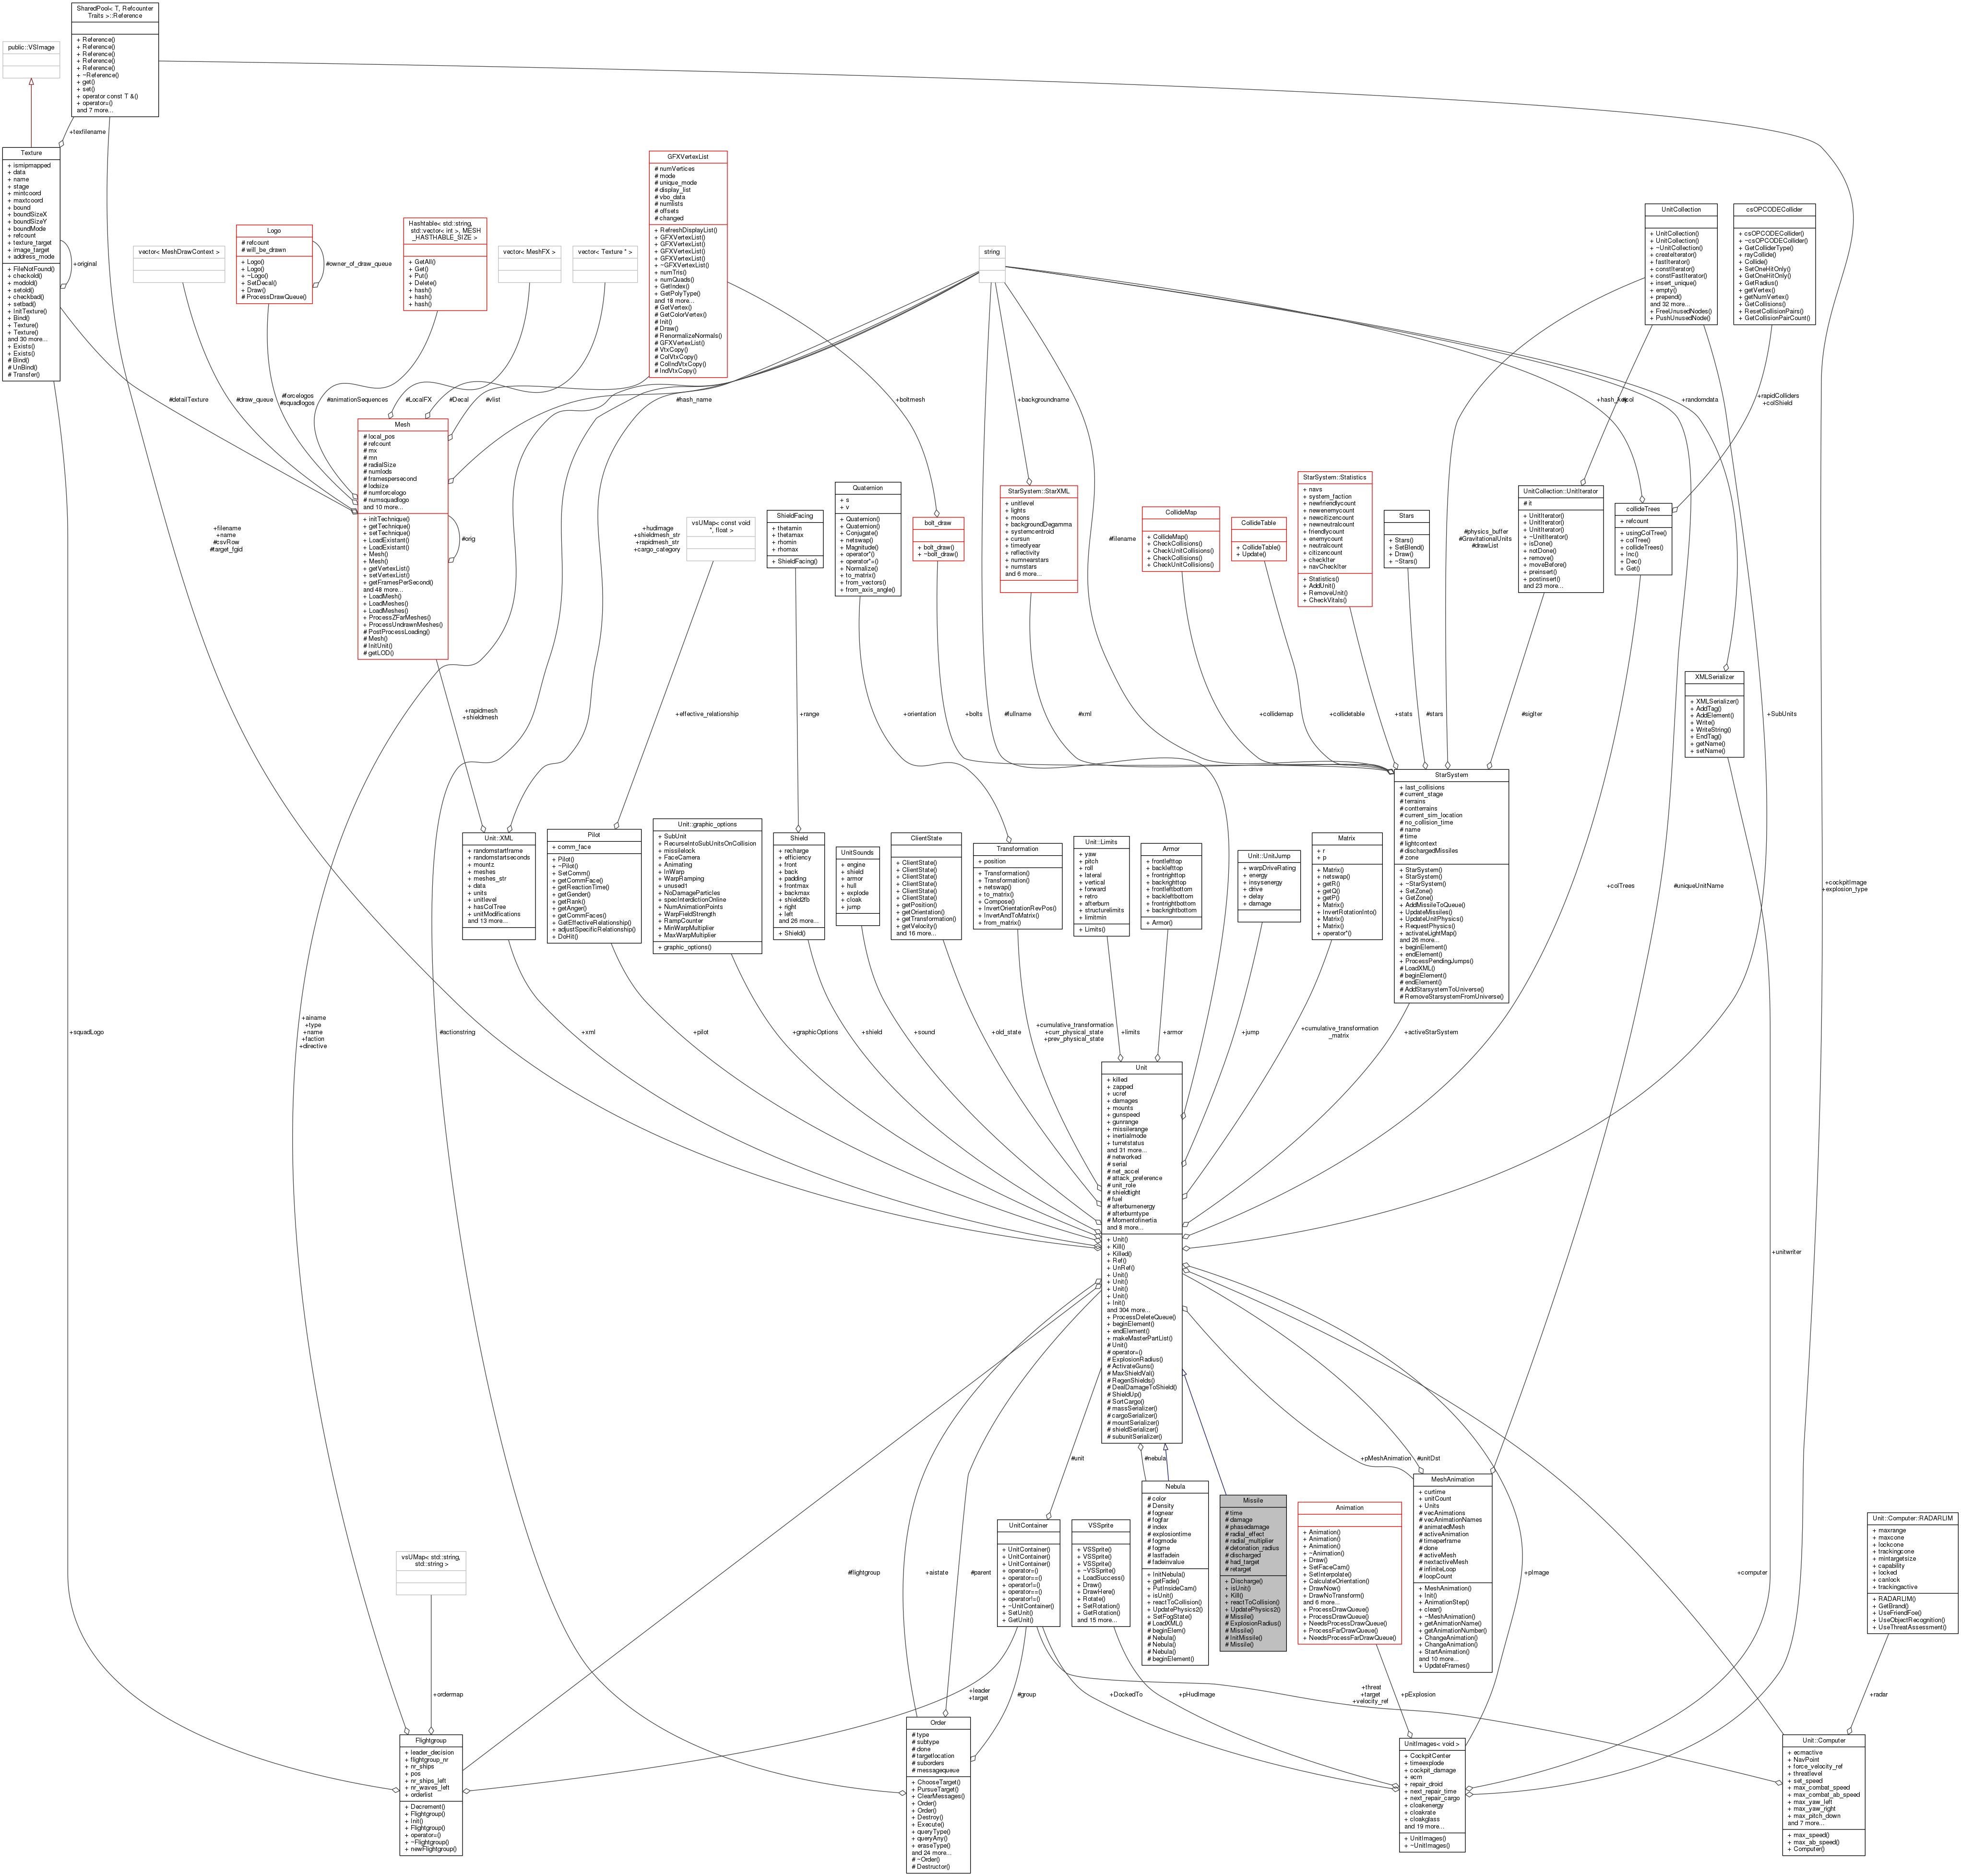 SharedPool< T, Refcounter
Traits >::Reference
+ Reference()
+ Reference()
+ Reference()
+ Reference()
+ Reference()
+ ~Reference()
+ get()
+ set()
+ operator const T &()
+ operator=()
and 7 more...
public::VSImage
+texfilename
Texture
+ ismipmapped
+ data
+ name
+ stage
+ mintcoord
+ maxtcoord
+ bound
+ boundSizeX
+ boundSizeY
+ boundMode
+ refcount
+ texture_target
+ image_target
+ address_mode
+ FileNotFound()
+ checkold()
+ modold()
+ setold()
+ checkbad()
+ setbad()
+ InitTexture()
+ Bind()
+ Texture()
+ Texture()
and 30 more...
+ Exists()
+ Exists()
# Bind()
# UnBind()
# Transfer()
+original
vector< MeshDrawContext >
Logo
# refcount
# will_be_drawn
+ Logo()
+ Logo()
+ ~Logo()
+ SetDecal()
+ Draw()
# ProcessDrawQueue()
#owner_of_draw_queue
Hashtable< std::string,
std::vector< int >, MESH
_HASTHABLE_SIZE >
+ GetAll()
+ Get()
+ Put()
+ Delete()
+ hash()
+ hash()
+ hash()
vector< MeshFX >
vector< Texture * >
GFXVertexList
# numVertices
# mode
# unique_mode
# display_list
# vbo_data
# numlists
# offsets
# changed
+ RefreshDisplayList()
+ GFXVertexList()
+ GFXVertexList()
+ GFXVertexList()
+ GFXVertexList()
+ ~GFXVertexList()
+ numTris()
+ numQuads()
+ GetIndex()
+ GetPolyType()
and 18 more...
# GetVertex()
# GetColorVertex()
# Init()
# Draw()
# RenormalizeNormals()
# GFXVertexList()
# VtxCopy()
# ColVtxCopy()
# ColIndVtxCopy()
# IndVtxCopy()
string
UnitCollection
+ UnitCollection()
+ UnitCollection()
+ ~UnitCollection()
+ createIterator()
+ fastIterator()
+ constIterator()
+ constFastIterator()
+ insert_unique()
+ empty()
+ prepend()
and 32 more...
+ FreeUnusedNodes()
+ PushUnusedNode()
csOPCODECollider
+ csOPCODECollider()
+ ~csOPCODECollider()
+ GetColliderType()
+ rayCollide()
+ Collide()
+ SetOneHitOnly()
+ GetOneHitOnly()
+ GetRadius()
+ getVertex()
+ getNumVertex()
+ GetCollisions()
+ ResetCollisionPairs()
+ GetCollisionPairCount()
#detailTexture
#draw_queue
#forcelogos
#squadlogos
#animationSequences
#LocalFX
#Decal
#vlist
#hash_name
+boltmesh
+backgroundname
+randomdata
+rapidColliders
+colShield
Mesh
# local_pos
# refcount
# mx
# mn
# radialSize
# numlods
# framespersecond
# lodsize
# numforcelogo
# numsquadlogo
and 10 more...
+ initTechnique()
+ getTechnique()
+ setTechnique()
+ LoadExistant()
+ LoadExistant()
+ Mesh()
+ Mesh()
+ getVertexList()
+ setVertexList()
+ getFramesPerSecond()
and 48 more...
+ LoadMesh()
+ LoadMeshes()
+ LoadMeshes()
+ ProcessZFarMeshes()
+ ProcessUndrawnMeshes()
# PostProcessLoading()
# Mesh()
# InitUnit()
# getLOD()
#orig
+filename
+name
#csvRow
#target_fgid
+hudimage
+shieldmesh_str
+rapidmesh_str
+cargo_category
vsUMap< const void
*, float >
ShieldFacing
+ thetamin
+ thetamax
+ rhomin
+ rhomax
+ ShieldFacing()
Quaternion
+ s
+ v
+ Quaternion()
+ Quaternion()
+ Conjugate()
+ netswap()
+ Magnitude()
+ operator*()
+ operator*=()
+ Normalize()
+ to_matrix()
+ from_vectors()
+ from_axis_angle()
bolt_draw
+ bolt_draw()
+ ~bolt_draw()
StarSystem::StarXML
+ unitlevel
+ lights
+ moons
+ backgroundDegamma
+ systemcentroid
+ cursun
+ timeofyear
+ reflectivity
+ numnearstars
+ numstars
and 6 more...
#filename
CollideMap
+ CollideMap()
+ CheckCollisions()
+ CheckUnitCollisions()
+ CheckCollisions()
+ CheckUnitCollisions()
CollideTable
+ CollideTable()
+ Update()
StarSystem::Statistics
+ navs
+ system_faction
+ newfriendlycount
+ newenemycount
+ newcitizencount
+ newneutralcount
+ friendlycount
+ enemycount
+ neutralcount
+ citizencount
+ checkIter
+ navCheckIter
+ Statistics()
+ AddUnit()
+ RemoveUnit()
+ CheckVitals()
Stars
+ Stars()
+ SetBlend()
+ Draw()
+ ~Stars()
#physics_buffer
#GravitationalUnits
#drawList
UnitCollection::UnitIterator
# it
+ UnitIterator()
+ UnitIterator()
+ UnitIterator()
+ ~UnitIterator()
+ isDone()
+ notDone()
+ remove()
+ moveBefore()
+ preinsert()
+ postinsert()
and 23 more...
collideTrees
+ refcount
+ usingColTree()
+ colTree()
+ collideTrees()
+ Inc()
+ Dec()
+ Get()
XMLSerializer
+ XMLSerializer()
+ AddTag()
+ AddElement()
+ Write()
+ WriteString()
+ EndTag()
+ getName()
+ setName()
+cockpitImage
+explosion_type
+rapidmesh
+shieldmesh
+effective_relationship
+range
+orientation
+bolts
#fullname
#xml
+collidemap
+collidetable
+stats
#stars
#sigIter
+SubUnits
Unit::XML
+ randomstartframe
+ randomstartseconds
+ mountz
+ meshes
+ meshes_str
+ data
+ units
+ unitlevel
+ hasColTree
+ unitModifications
and 13 more...
Pilot
+ comm_face
+ Pilot()
+ ~Pilot()
+ SetComm()
+ getCommFace()
+ getReactionTime()
+ getGender()
+ getRank()
+ getAnger()
+ getCommFaces()
+ GetEffectiveRelationship()
+ adjustSpecificRelationship()
+ DoHit()
Unit::graphic_options
+ SubUnit
+ RecurseIntoSubUnitsOnCollision
+ missilelock
+ FaceCamera
+ Animating
+ InWarp
+ WarpRamping
+ unused1
+ NoDamageParticles
+ specInterdictionOnline
+ NumAnimationPoints
+ WarpFieldStrength
+ RampCounter
+ MinWarpMultiplier
+ MaxWarpMultiplier
+ graphic_options()
Shield
+ recharge
+ efficiency
+ front
+ back
+ padding
+ frontmax
+ backmax
+ shield2fb
+ right
+ left
and 26 more...
+ Shield()
UnitSounds
+ engine
+ shield
+ armor
+ hull
+ explode
+ cloak
+ jump
ClientState
+ ClientState()
+ ClientState()
+ ClientState()
+ ClientState()
+ ClientState()
+ ClientState()
+ getPosition()
+ getOrientation()
+ getTransformation()
+ getVelocity()
and 16 more...
Transformation
+ position
+ Transformation()
+ Transformation()
+ netswap()
+ to_matrix()
+ Compose()
+ InvertOrientationRevPos()
+ InvertAndToMatrix()
+ from_matrix()
Unit::Limits
+ yaw
+ pitch
+ roll
+ lateral
+ vertical
+ forward
+ retro
+ afterburn
+ structurelimits
+ limitmin
+ Limits()
Armor
+ frontlefttop
+ backlefttop
+ frontrighttop
+ backrighttop
+ frontleftbottom
+ backleftbottom
+ frontrightbottom
+ backrightbottom
+ Armor()
Unit::UnitJump
+ warpDriveRating
+ energy
+ insysenergy
+ drive
+ delay
+ damage
Matrix
+ r
+ p
+ Matrix()
+ netswap()
+ getR()
+ getQ()
+ getP()
+ Matrix()
+ InvertRotationInto()
+ Matrix()
+ Matrix()
+ operator*()
StarSystem
+ last_collisions
# current_stage
# terrains
# contterrains
# current_sim_location
# no_collision_time
# name
# time
# lightcontext
# dischargedMissiles
# zone
+ StarSystem()
+ StarSystem()
+ ~StarSystem()
+ SetZone()
+ GetZone()
+ AddMissileToQueue()
+ UpdateMissiles()
+ UpdateUnitPhysics()
+ RequestPhysics()
+ activateLightMap()
and 26 more...
+ beginElement()
+ endElement()
+ ProcessPendingJumps()
# LoadXML()
# beginElement()
# endElement()
# AddStarsystemToUniverse()
# RemoveStarsystemFromUniverse()
+colTrees
#uniqueUnitName
+squadLogo
+ainame
+type
+name
+faction
+directive
#actionstring
+xml
+pilot
+graphicOptions
+shield
+sound
+old_state
+cumulative_transformation
+curr_physical_state
+prev_physical_state
+limits
+armor
+jump
+cumulative_transformation
_matrix
+activeStarSystem
+unitwriter
Unit
+ killed
+ zapped
+ ucref
+ damages
+ mounts
+ gunspeed
+ gunrange
+ missilerange
+ inertialmode
+ turretstatus
and 31 more...
# networked
# serial
# net_accel
# attack_preference
# unit_role
# shieldtight
# fuel
# afterburnenergy
# afterburntype
# Momentofinertia
and 8 more...
+ Unit()
+ Kill()
+ Killed()
+ Ref()
+ UnRef()
+ Unit()
+ Unit()
+ Unit()
+ Unit()
+ Init()
and 304 more...
+ ProcessDeleteQueue()
+ beginElement()
+ endElement()
+ makeMasterPartList()
# Unit()
# operator=()
# ExplosionRadius()
# ActivateGuns()
# MaxShieldVal()
# RegenShields()
# DealDamageToShield()
# ShieldUp()
# SortCargo()
# massSerializer()
# cargoSerializer()
# mountSerializer()
# shieldSerializer()
# subunitSerializer()
#unit
#nebula
+pMeshAnimation
#unitDst
#flightgroup
+aistate
#parent
+pImage
+computer
vsUMap< std::string,
std::string >
UnitContainer
+ UnitContainer()
+ UnitContainer()
+ UnitContainer()
+ operator=()
+ operator==()
+ operator!=()
+ operator==()
+ operator!=()
+ ~UnitContainer()
+ SetUnit()
+ GetUnit()
VSSprite
+ VSSprite()
+ VSSprite()
+ VSSprite()
+ ~VSSprite()
+ LoadSuccess()
+ Draw()
+ DrawHere()
+ Rotate()
+ SetRotation()
+ GetRotation()
and 15 more...
Nebula
# color
# Density
# fognear
# fogfar
# index
# explosiontime
# fogmode
# fogme
# lastfadein
# fadeinvalue
+ InitNebula()
+ getFade()
+ PutInsideCam()
+ isUnit()
+ reactToCollision()
+ UpdatePhysics2()
+ SetFogState()
# LoadXML()
# beginElem()
# Nebula()
# Nebula()
# Nebula()
# beginElement()
Missile
# time
# damage
# phasedamage
# radial_effect
# radial_multiplier
# detonation_radius
# discharged
# had_target
# retarget
+ Discharge()
+ isUnit()
+ Kill()
+ reactToCollision()
+ UpdatePhysics2()
# Missile()
# ExplosionRadius()
# Missile()
# InitMissile()
# Missile()
Animation
+ Animation()
+ Animation()
+ Animation()
+ ~Animation()
+ Draw()
+ SetFaceCam()
+ SetInterpolate()
+ CalculateOrientation()
+ DrawNow()
+ DrawNoTransform()
and 6 more...
+ ProcessDrawQueue()
+ ProcessDrawQueue()
+ NeedsProcessDrawQueue()
+ ProcessFarDrawQueue()
+ NeedsProcessFarDrawQueue()
MeshAnimation
+ curtime
+ unitCount
+ Units
# vecAnimations
# vecAnimationNames
# animatedMesh
# activeAnimation
# timeperframe
# done
# activeMesh
# nextactiveMesh
# infiniteLoop
# loopCount
+ MeshAnimation()
+ Init()
+ AnimationStep()
+ clear()
+ ~MeshAnimation()
+ getAnimationName()
+ getAnimationNumber()
+ ChangeAnimation()
+ ChangeAnimation()
+ StartAnimation()
and 10 more...
+ UpdateFrames()
Unit::Computer::RADARLIM
+ maxrange
+ maxcone
+ lockcone
+ trackingcone
+ mintargetsize
+ capability
+ locked
+ canlock
+ trackingactive
+ RADARLIM()
+ GetBrand()
+ UseFriendFoe()
+ UseObjectRecognition()
+ UseThreatAssessment()
+ordermap
+leader
+target
#group
+DockedTo
+pHudImage
+threat
+target
+velocity_ref
+pExplosion
+radar
Flightgroup
+ leader_decision
+ flightgroup_nr
+ nr_ships
+ pos
+ nr_ships_left
+ nr_waves_left
+ orderlist
+ Decrement()
+ Flightgroup()
+ Init()
+ Flightgroup()
+ operator=()
+ ~Flightgroup()
+ newFlightgroup()
Order
# type
# subtype
# done
# targetlocation
# suborders
# messagequeue
+ ChooseTarget()
+ PursueTarget()
+ ClearMessages()
+ Order()
+ Order()
+ Destroy()
+ Execute()
+ queryType()
+ queryAny()
+ eraseType()
and 24 more...
# ~Order()
# Destructor()
UnitImages< void >
+ CockpitCenter
+ timeexplode
+ cockpit_damage
+ ecm
+ repair_droid
+ next_repair_time
+ next_repair_cargo
+ cloakenergy
+ cloakrate
+ cloakglass
and 19 more...
+ UnitImages()
+ ~UnitImages()
Unit::Computer
+ ecmactive
+ NavPoint
+ force_velocity_ref
+ threatlevel
+ set_speed
+ max_combat_speed
+ max_combat_ab_speed
+ max_yaw_left
+ max_yaw_right
+ max_pitch_down
and 7 more...
+ max_speed()
+ max_ab_speed()
+ Computer()